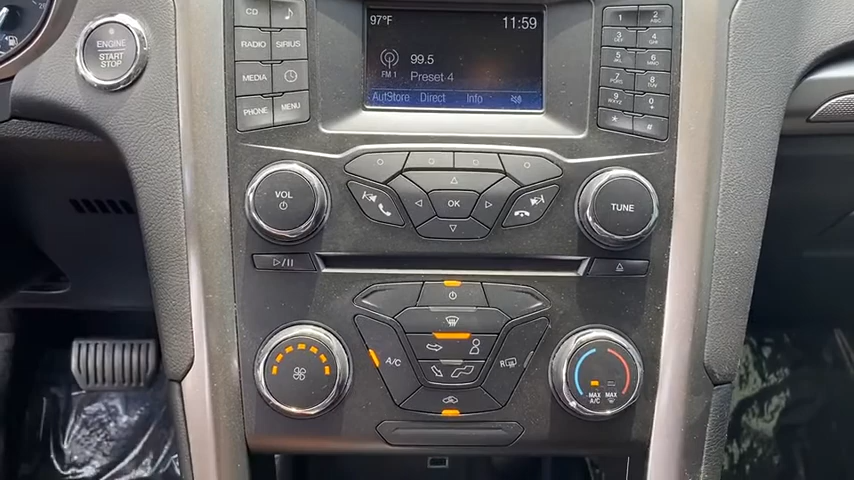 ENGINE
START
STOP
CD
RADIO
SIRIUS
MEDIA
PHONE
MENU
97°F
11:59
FM 1
99.5
Preset 4
AutoStore
Direct
Info
1
2 ABC
3 DEF
4 GHI
5 JKL
6 MNO
7 PQRS
8 TUV
9 WXYZ
0 +
* #
VOL
OK
TUNE
A/C
R
MAX
A/C
MAX